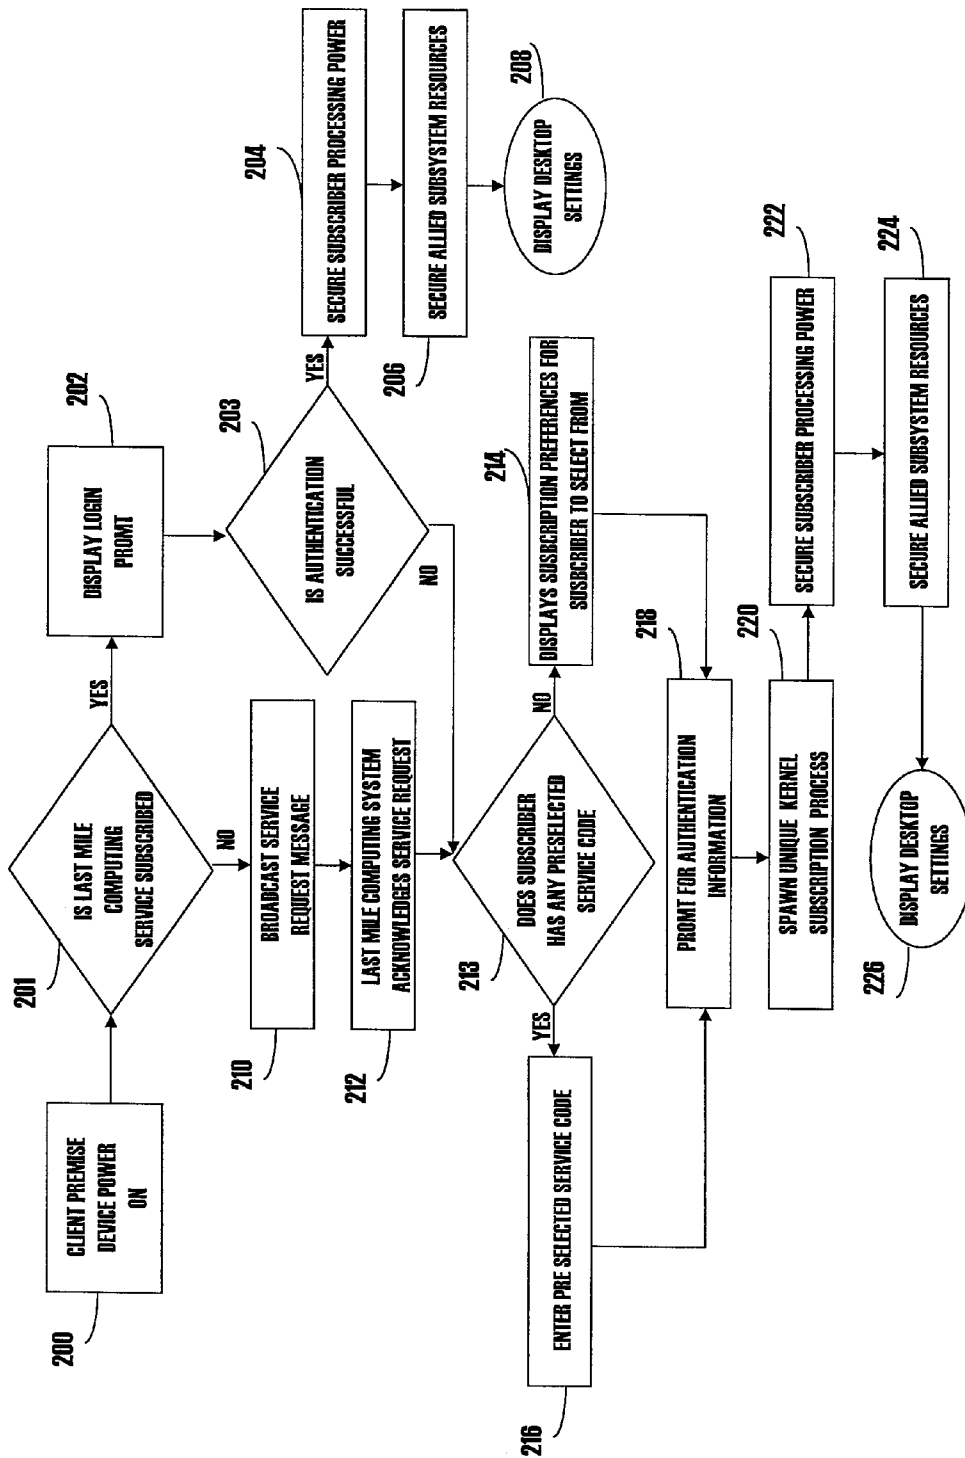 200
CLIENT PREMISE
DEVICE POWER
ON
201
IS LAST MILE
COMPUTING
SERVICE SUBSCRIBED
YES
NO
202
DISPLAY LOGIN
PROMT
203
IS AUTHENTICATION
SUCCESSFUL
YES
NO
204
SECURE SUBSCRIBER PROCESSING POWER
206
SECURE ALLIED SUBSYSTEM RESOURCES
208
DISPLAY DESKTOP
SETTINGS
210
BROADCAST SERVICE
REQUEST MESSAGE
212
LAST MILE COMPUTING SYSTEM
ACKNOWLEDGES SERVICE REQUEST
213
DOES SUBSCRIBER
HAS ANY PRESELECTED
SERVICE CODE
YES
NO
214
DISPLAYS SUSBCRIPTION PREFERENCES FOR
SUSBCRIBER TO SELECT FROM
216
ENTER PRE SELECTED SERVICE CODE
218
PROMT FOR AUTHENTICATION
INFORMATION
220
SPAWN UNIQUE KERNEL
SUBSCRIPTION PROCESS
222
SECURE SUBSCRIBER PROCESSING POWER
224
SECURE ALLIED SUBSYSTEM RESOURCES
226
DISPLAY DESKTOP
SETTINGS